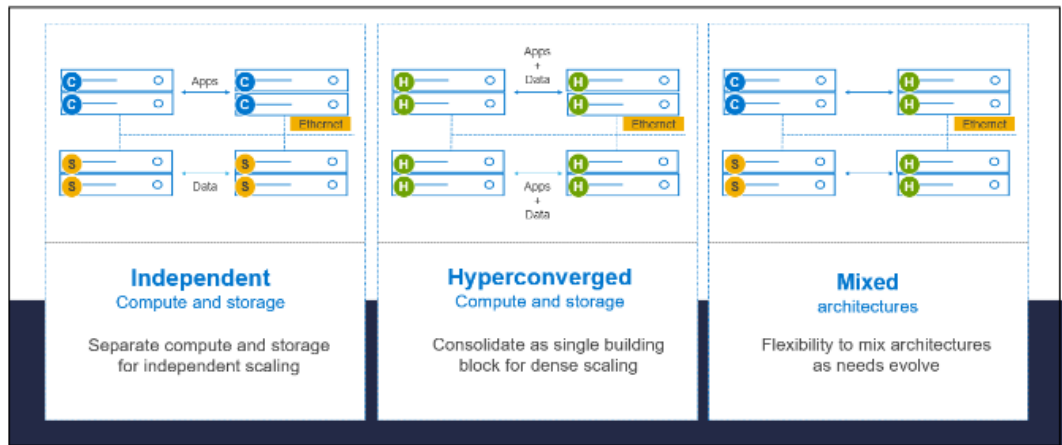 Apps
C
C
C
C
Ethernet
S
S
S
S
Data
Independent
Compute and storage
Separate compute and storage
for independent scaling
Apps
+
Data
H
H
H
H
Ethernet
H
H
H
H
Apps
+
Data
Hyperconverged
Compute and storage
Consolidate as single building
block for dense scaling
C
C
H
H
Ethernet
S
S
H
H
Mixed
architectures
Flexibility to mix architectures
as needs evolve